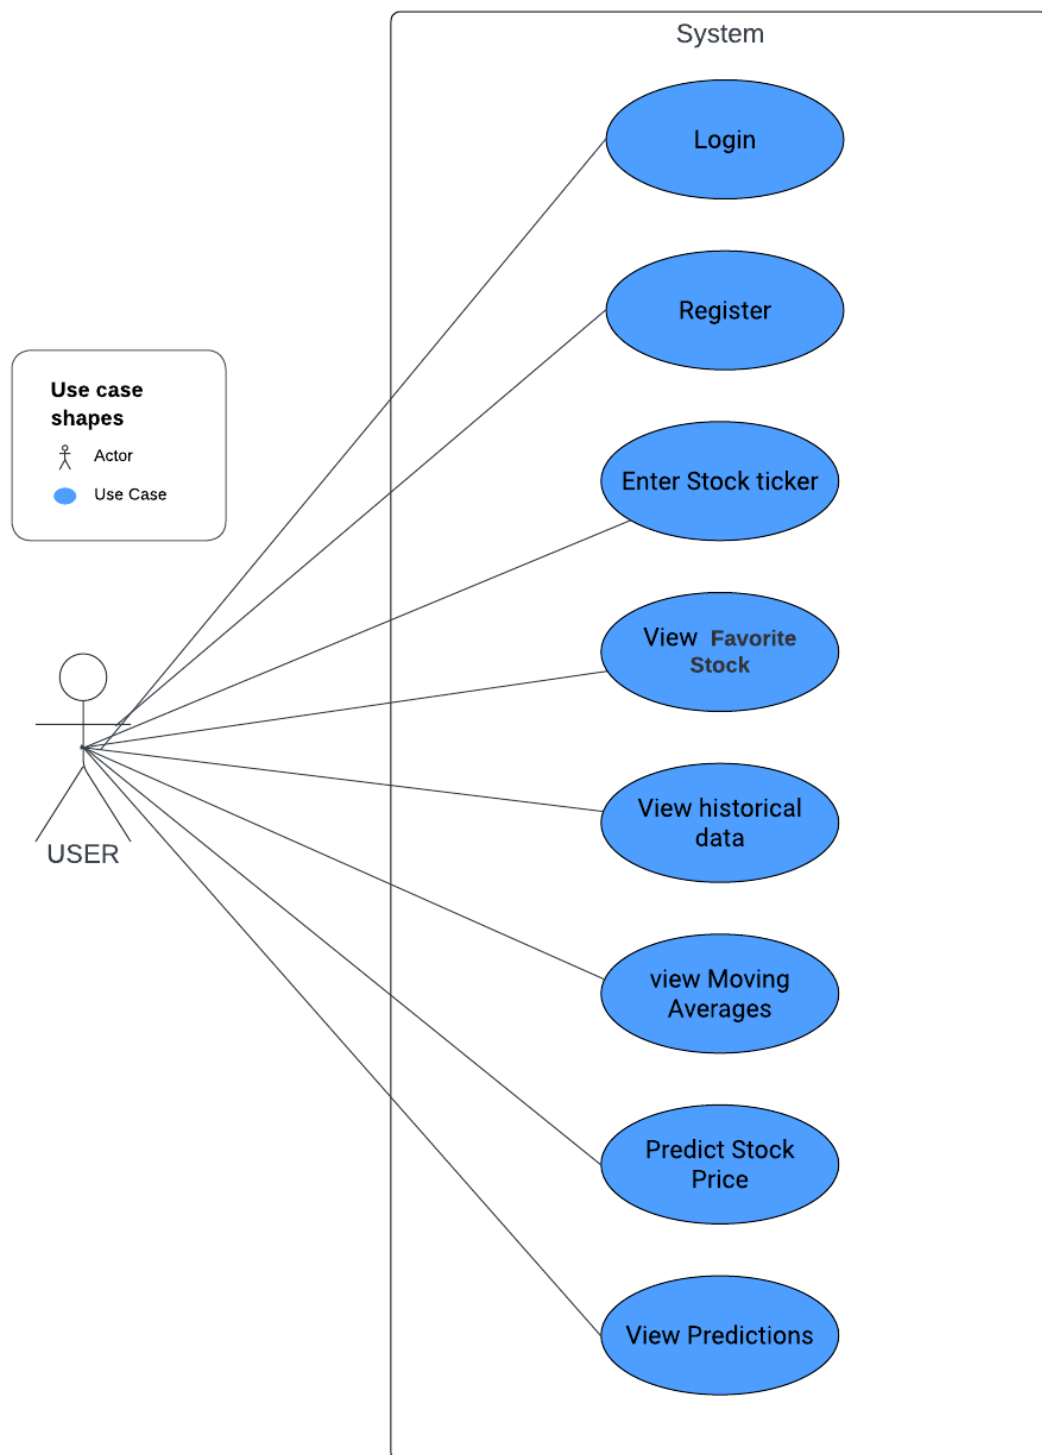 System
Login
Register
Use case
shapes
Actor
Use Case
Enter Stock ticker
View Favorite
Stock
USER
View historical
data
view Moving
Averages
Predict Stock
Price
View Predictions